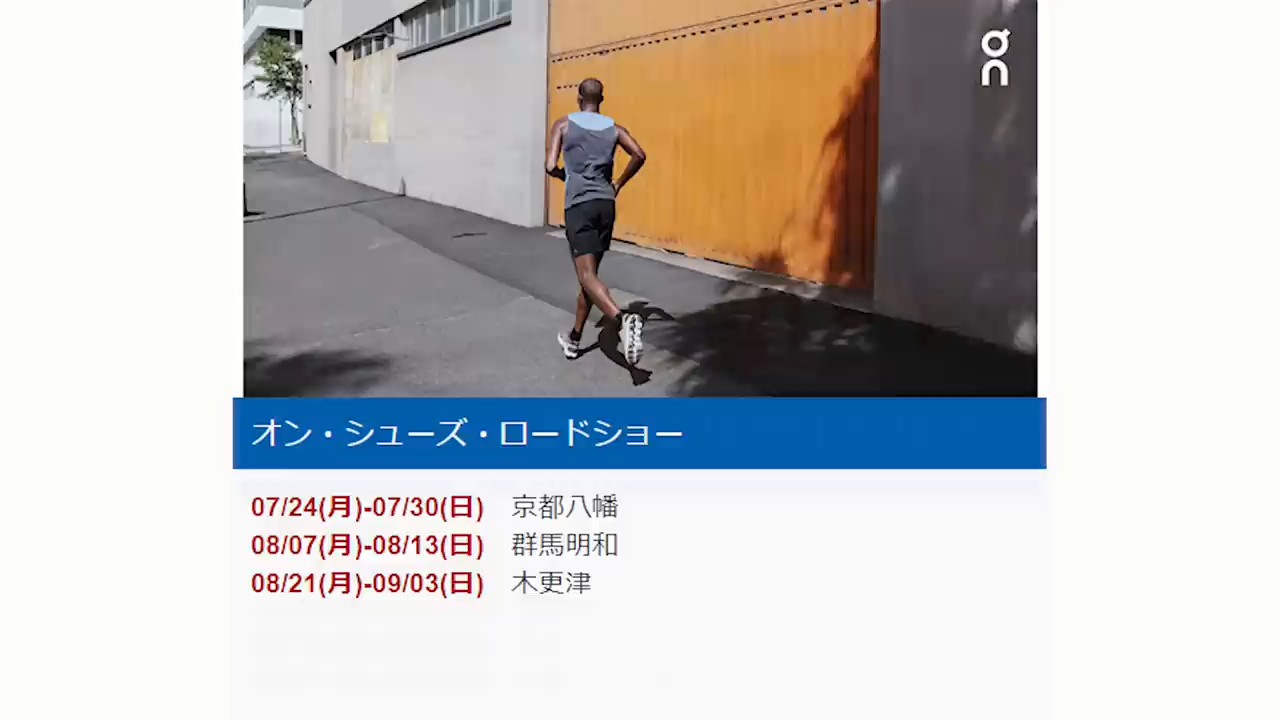 On
オン・シューズ・ロードショー
07/24(月)-07/30(日) 京都八幡
08/07(月)-08/13(日) 群馬明和
08/21(月)-09/03(日) 木更津